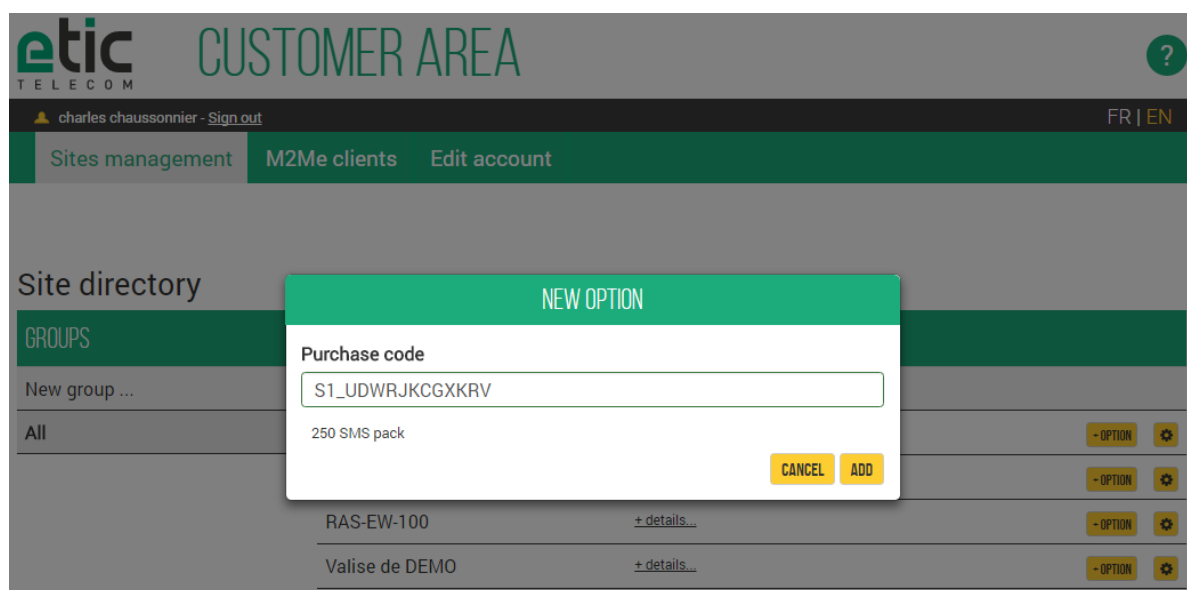 etic
TELECOM
CUSTOMER AREA
?
charles chaussonnier - Sign out
FR | EN
Sites management
M2Me clients
Edit account
Site directory
NEW OPTION
GROUPS
Purchase code
New group ...
S1_UDWRJKCGXKRV
All
250 SMS pack
- OPTION
CANCEL
ADD
- OPTION
RAS-EW-100
+ details...
- OPTION
Valise de DEMO
+ details...
- OPTION